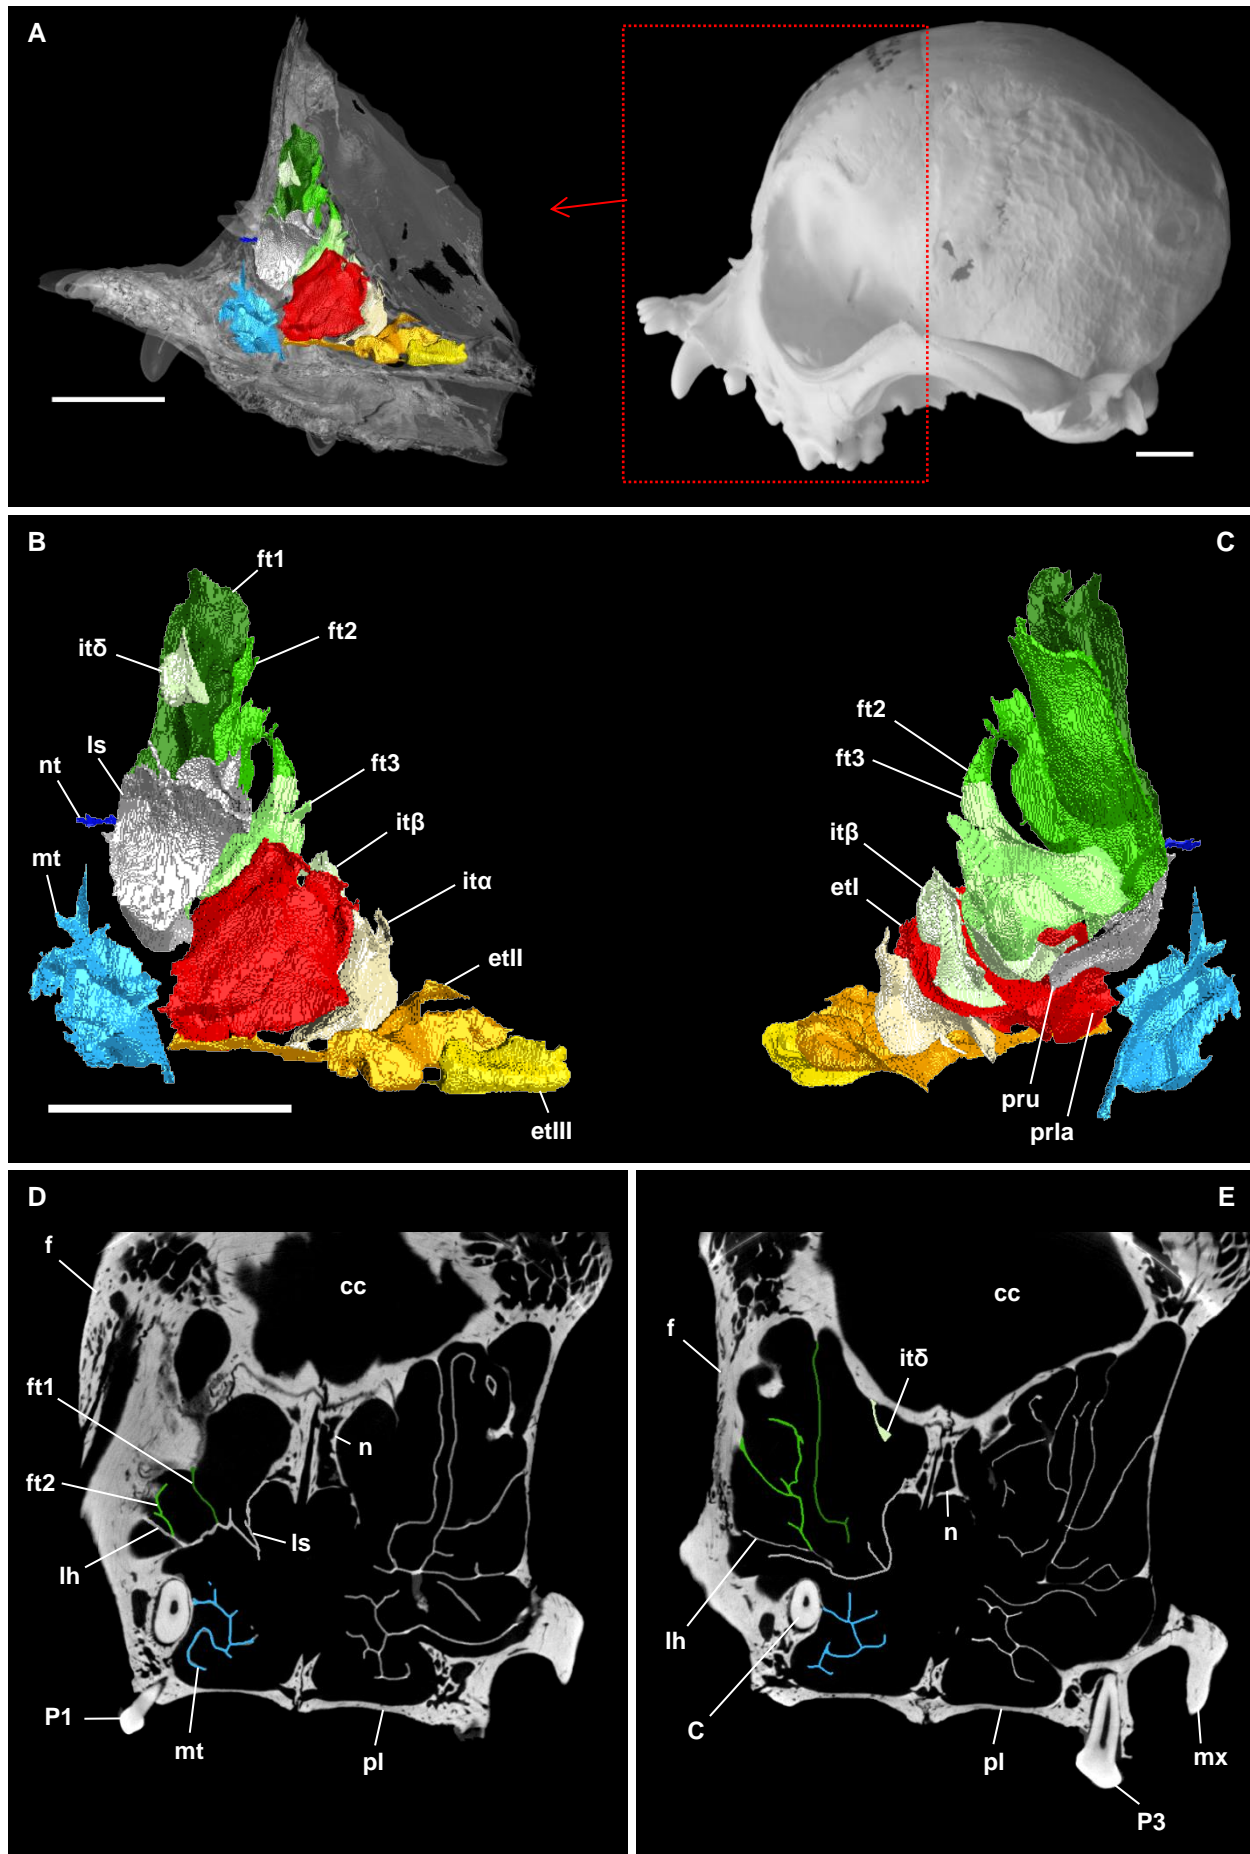 A
B
C
ft1
ft2
itδ
ls
nt
ft3
itβ
mt
itα
etII
etIII
ft2
ft3
itβ
etI
pru
prla
D
E
f
cc
ft1
n
ft2
ls
lh
P1
mt
pl
f
cc
itδ
n
lh
C
pl
mx
P3